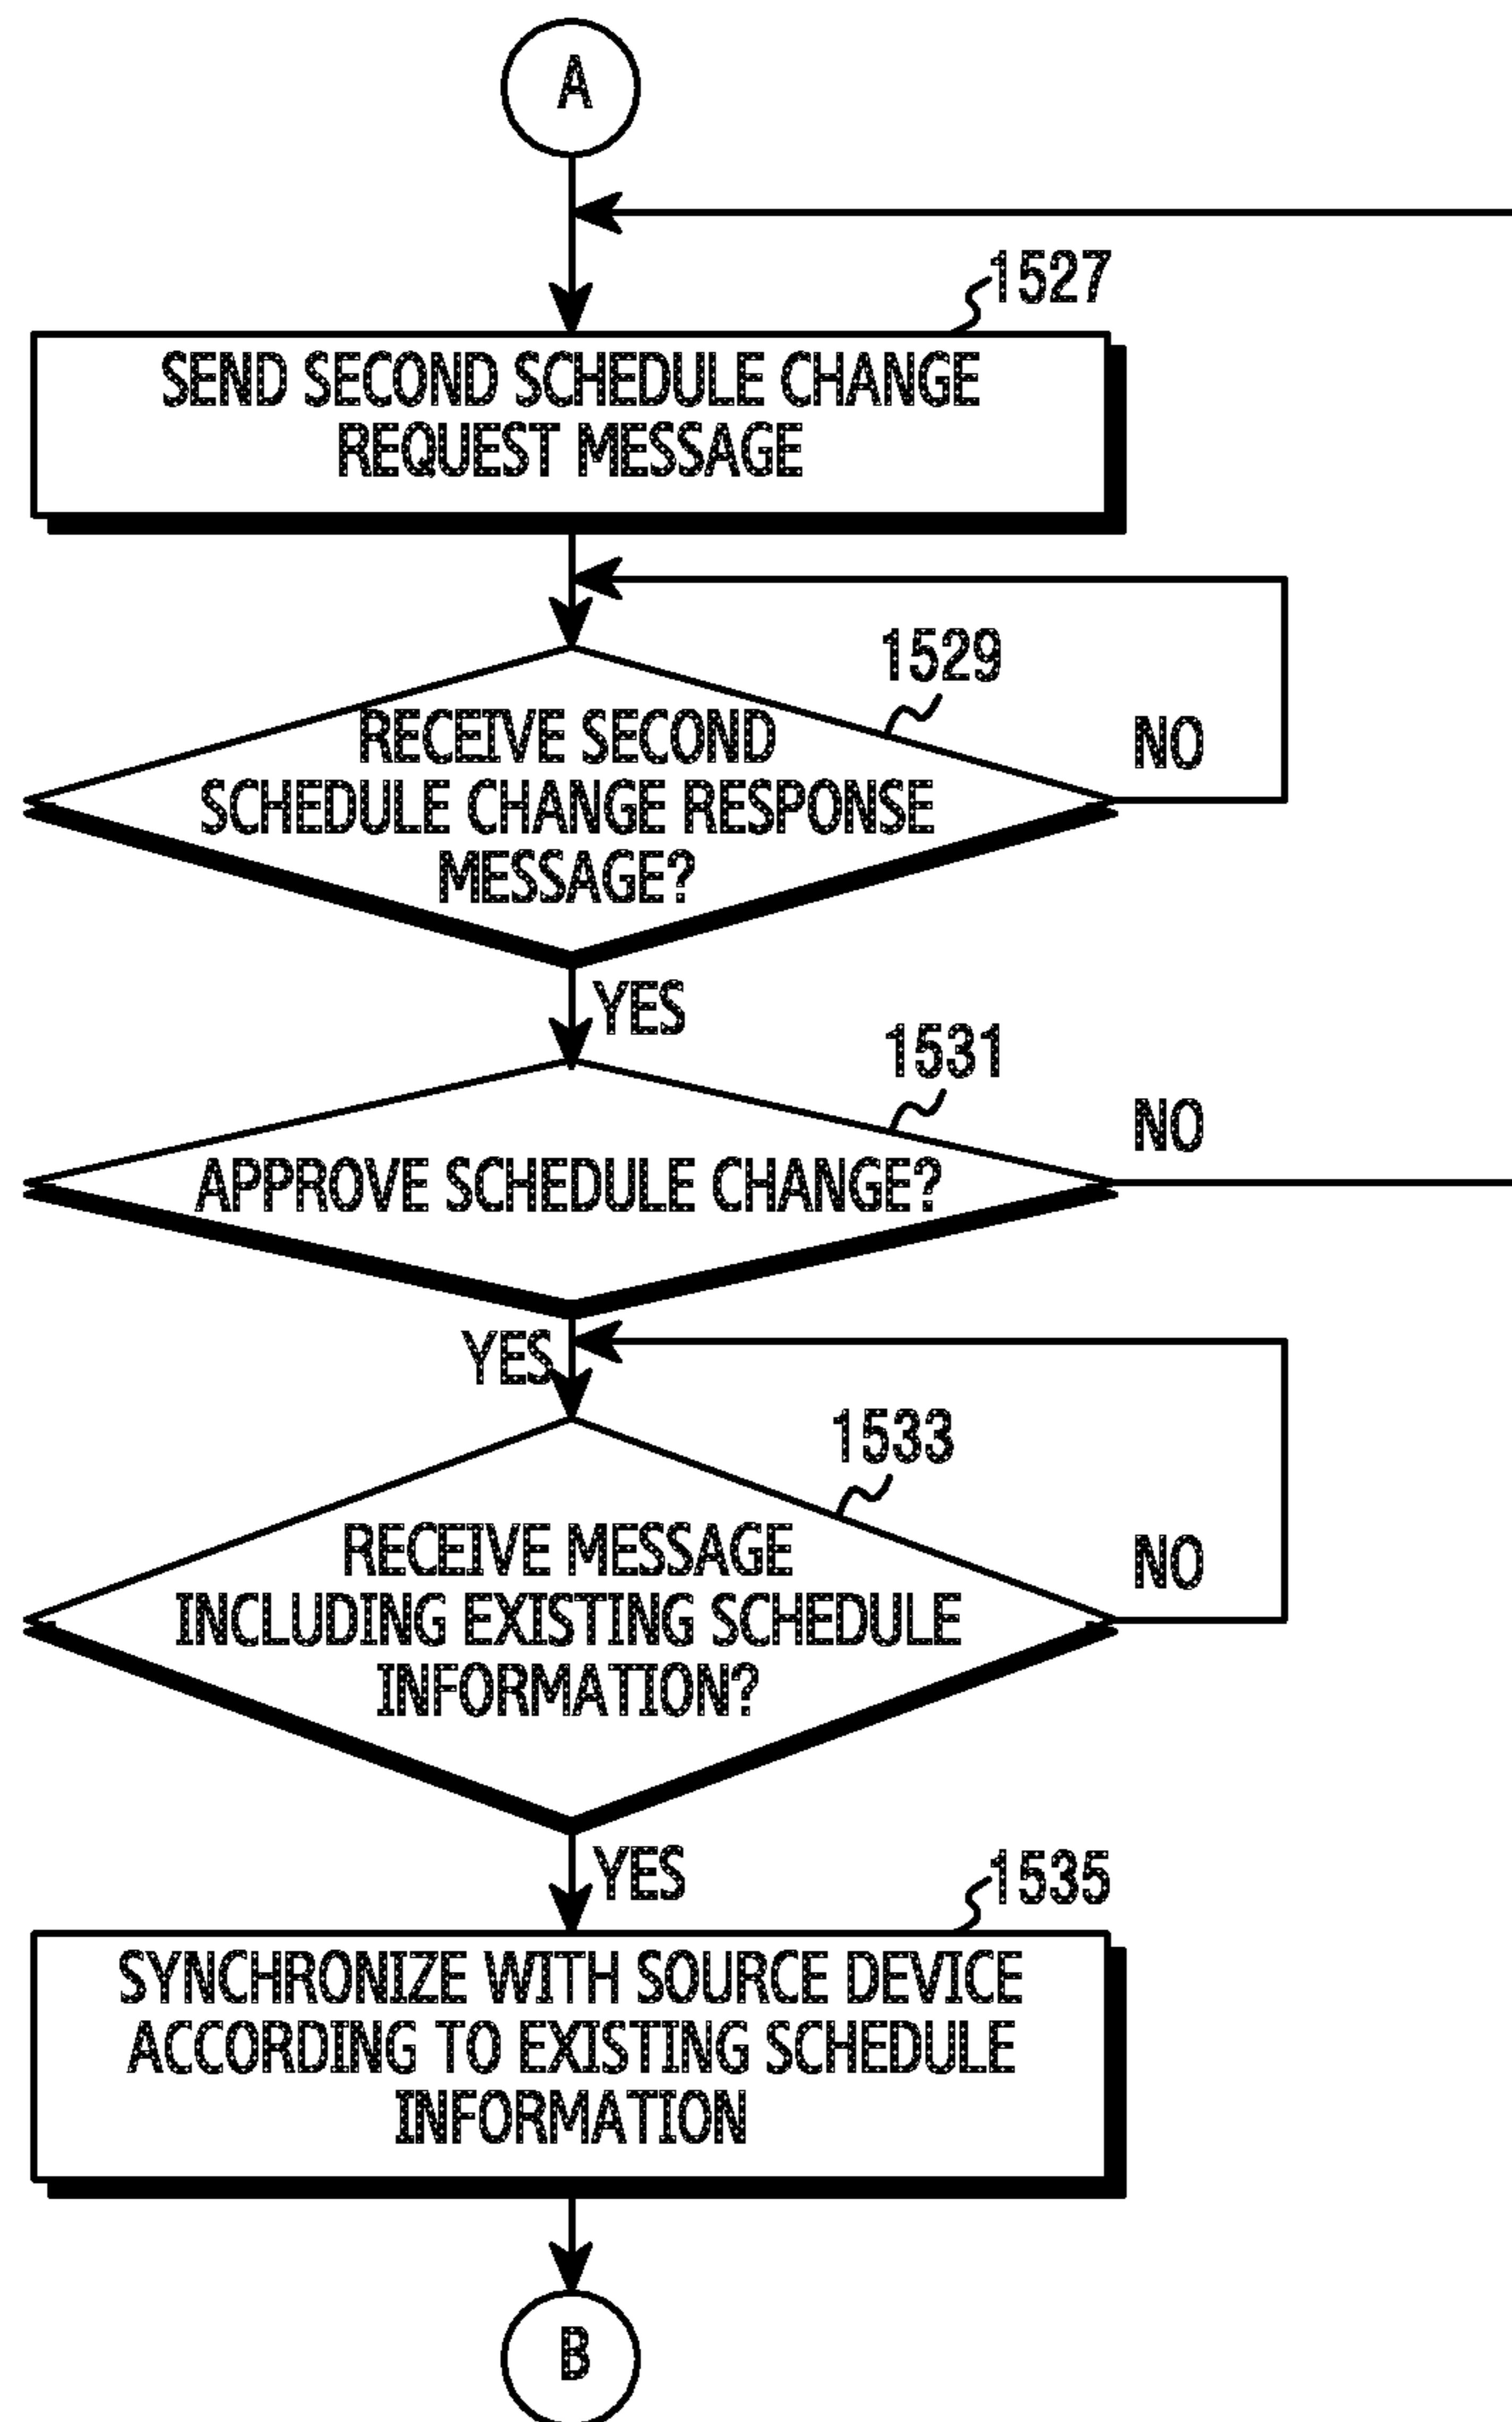 A
1527
SEND SECOND SCHEDULE CHANGE
REQUEST MESSAGE
1529
RECEIVE SECOND
SCHEDULE CHANGE RESPONSE
MESSAGE?
NO
YES
1531
APPROVE SCHEDULE CHANGE?
NO
YES
1533
RECEIVE MESSAGE
INCLUDING EXISTING SCHEDULE
INFORMATION?
NO
YES
1535
SYNCHRONIZE WITH SOURCE DEVICE
ACCORDING TO EXISTING SCHEDULE
INFORMATION
B